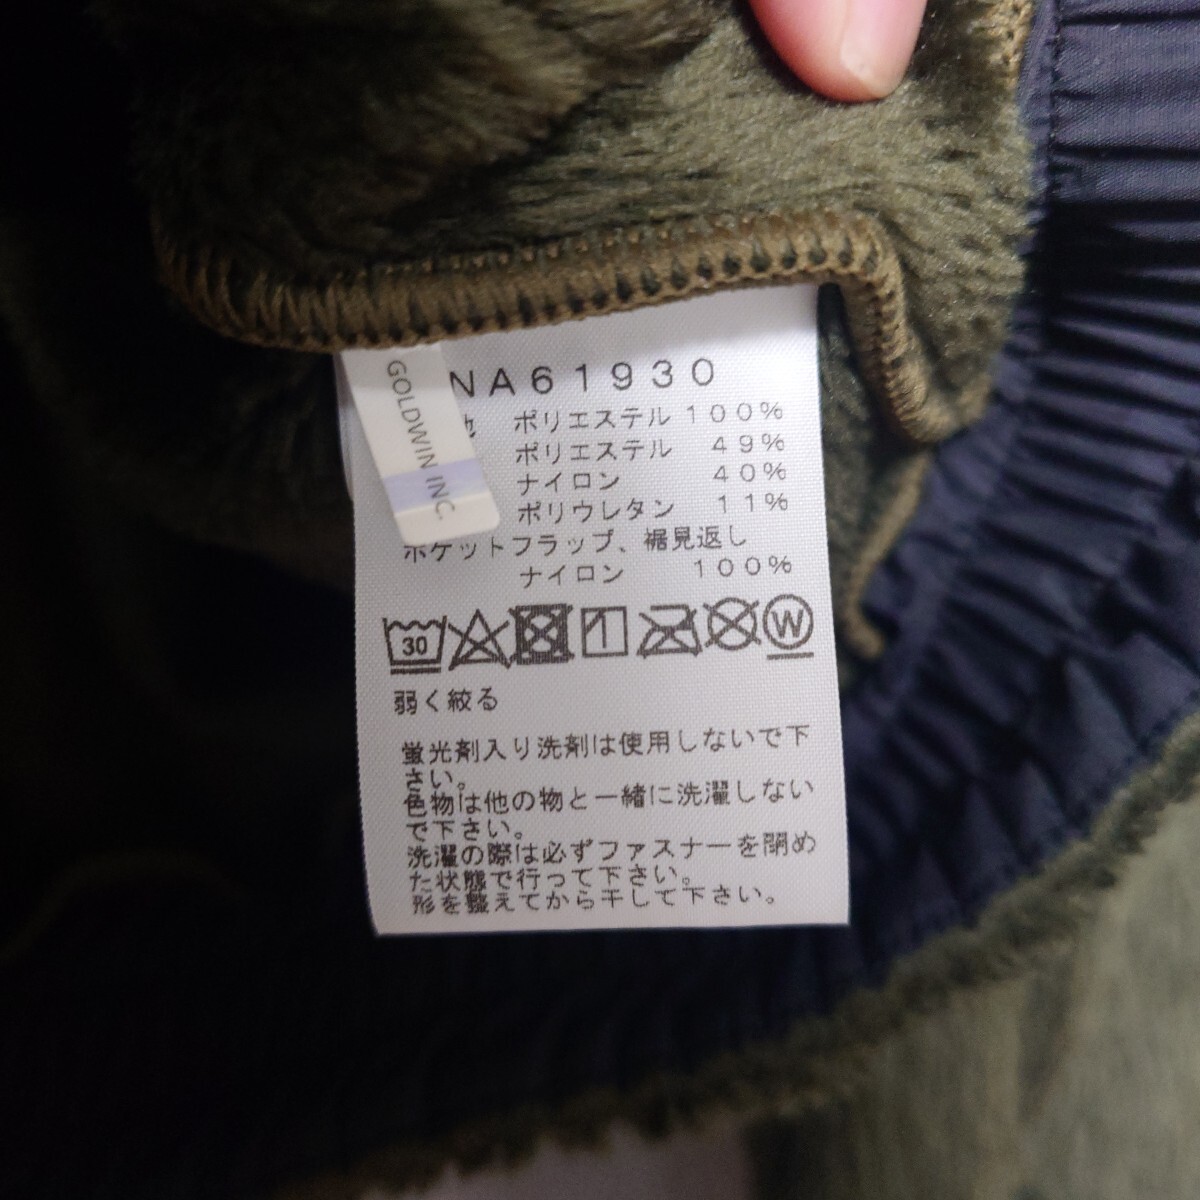 NA61930
GOLDWIN INC.
地 ポリエステル 100%
ポリエステル 49%
ナイロン 40%
ポリウレタン 11%
ポケットフラップ、裾見返し
ナイロン 100%
30
W
弱く絞る
蛍光剤入り洗剤は使用しないで下
さい。
色物は他の物と一緒に洗濯しない
で下さい。
洗濯の際は必ずファスナーを閉め
た状態で行って下さい。
形を整えてから干して下さい。